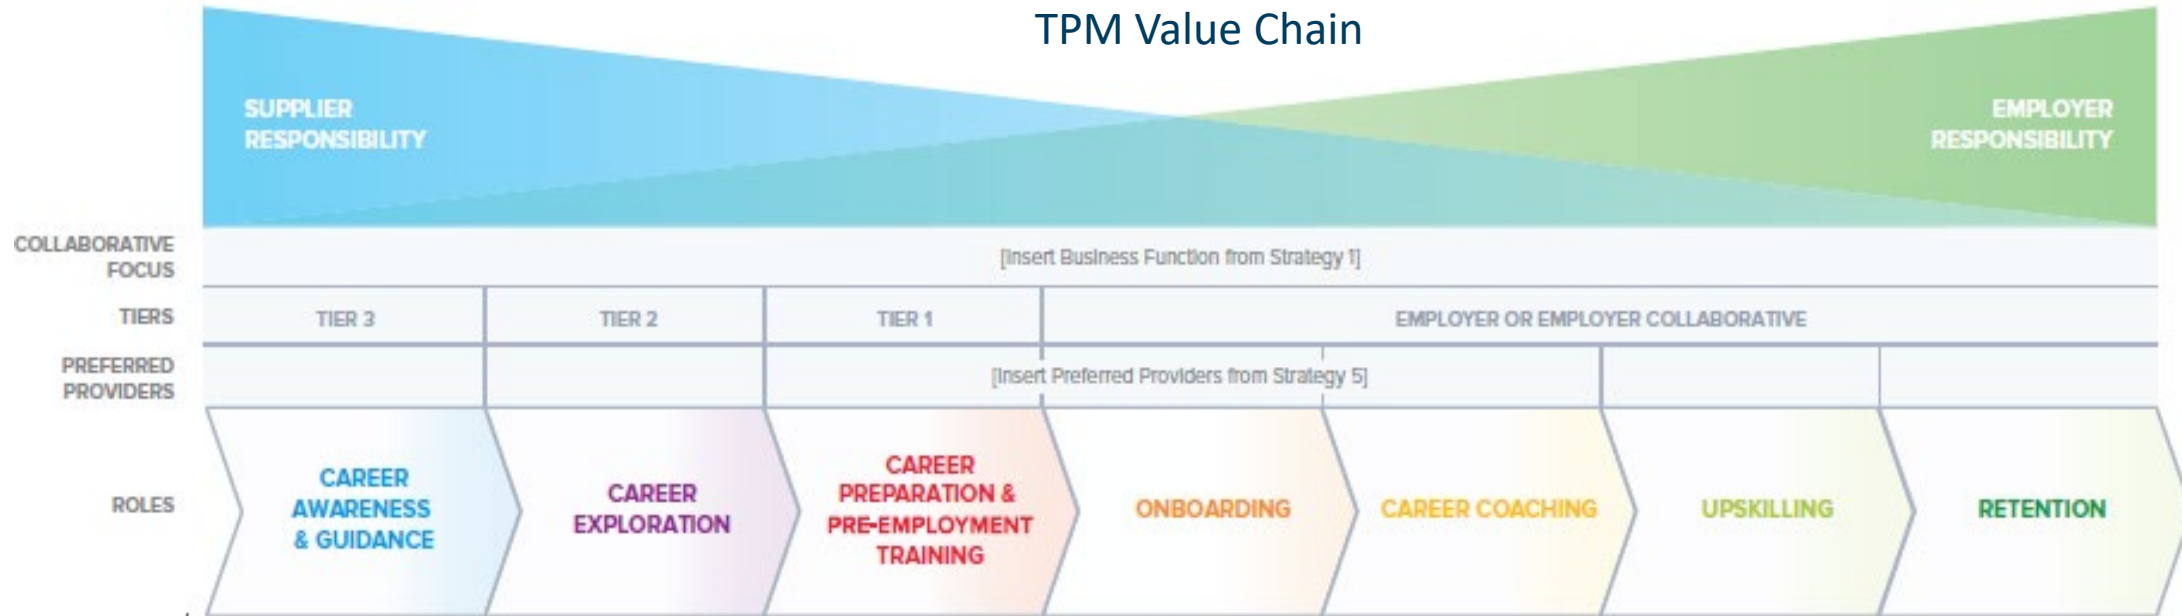 TPM Value Chain
SUPPLIER
RESPONSIBILITY
EMPLOYER
RESPONSIBILITY
COLLABORATIVE
FOCUS
[Insert Business Function from Strategy 1]
TIERS
TIER 3
TIER 2
TIER 1
EMPLOYER OR EMPLOYER COLLABORATIVE
PREFERRED
PROVIDERS
[Insert Preferred Providers from Strategy 5]
ROLES
CAREER
AWARENESS
& GUIDANCE
CAREER
EXPLORATION
CAREER
PREPARATION &
PRE-EMPLOYMENT
TRAINING
ONBOARDING
CAREER COACHING
UPSKILLING
RETENTION